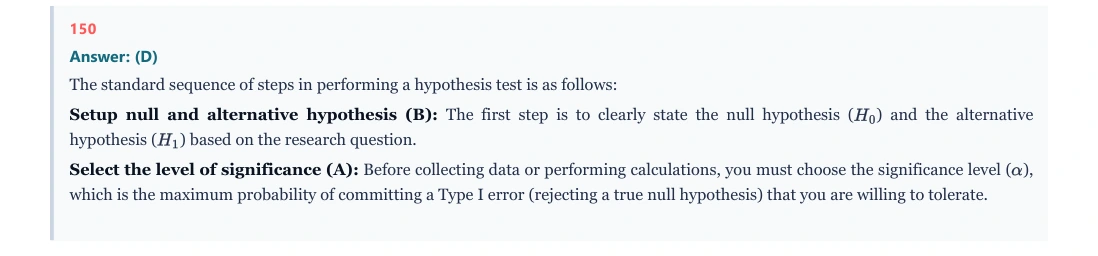 150
Answer: (D)
The standard sequence of steps in performing a hypothesis test is as follows:
Setup null and alternative hypothesis (B): The first step is to clearly state the null hypothesis (H₀) and the alternative
hypothesis (H₁) based on the research question.
Select the level of significance (A): Before collecting data or performing calculations, you must choose the significance level (α),
which is the maximum probability of committing a Type I error (rejecting a true null hypothesis) that you are willing to tolerate.